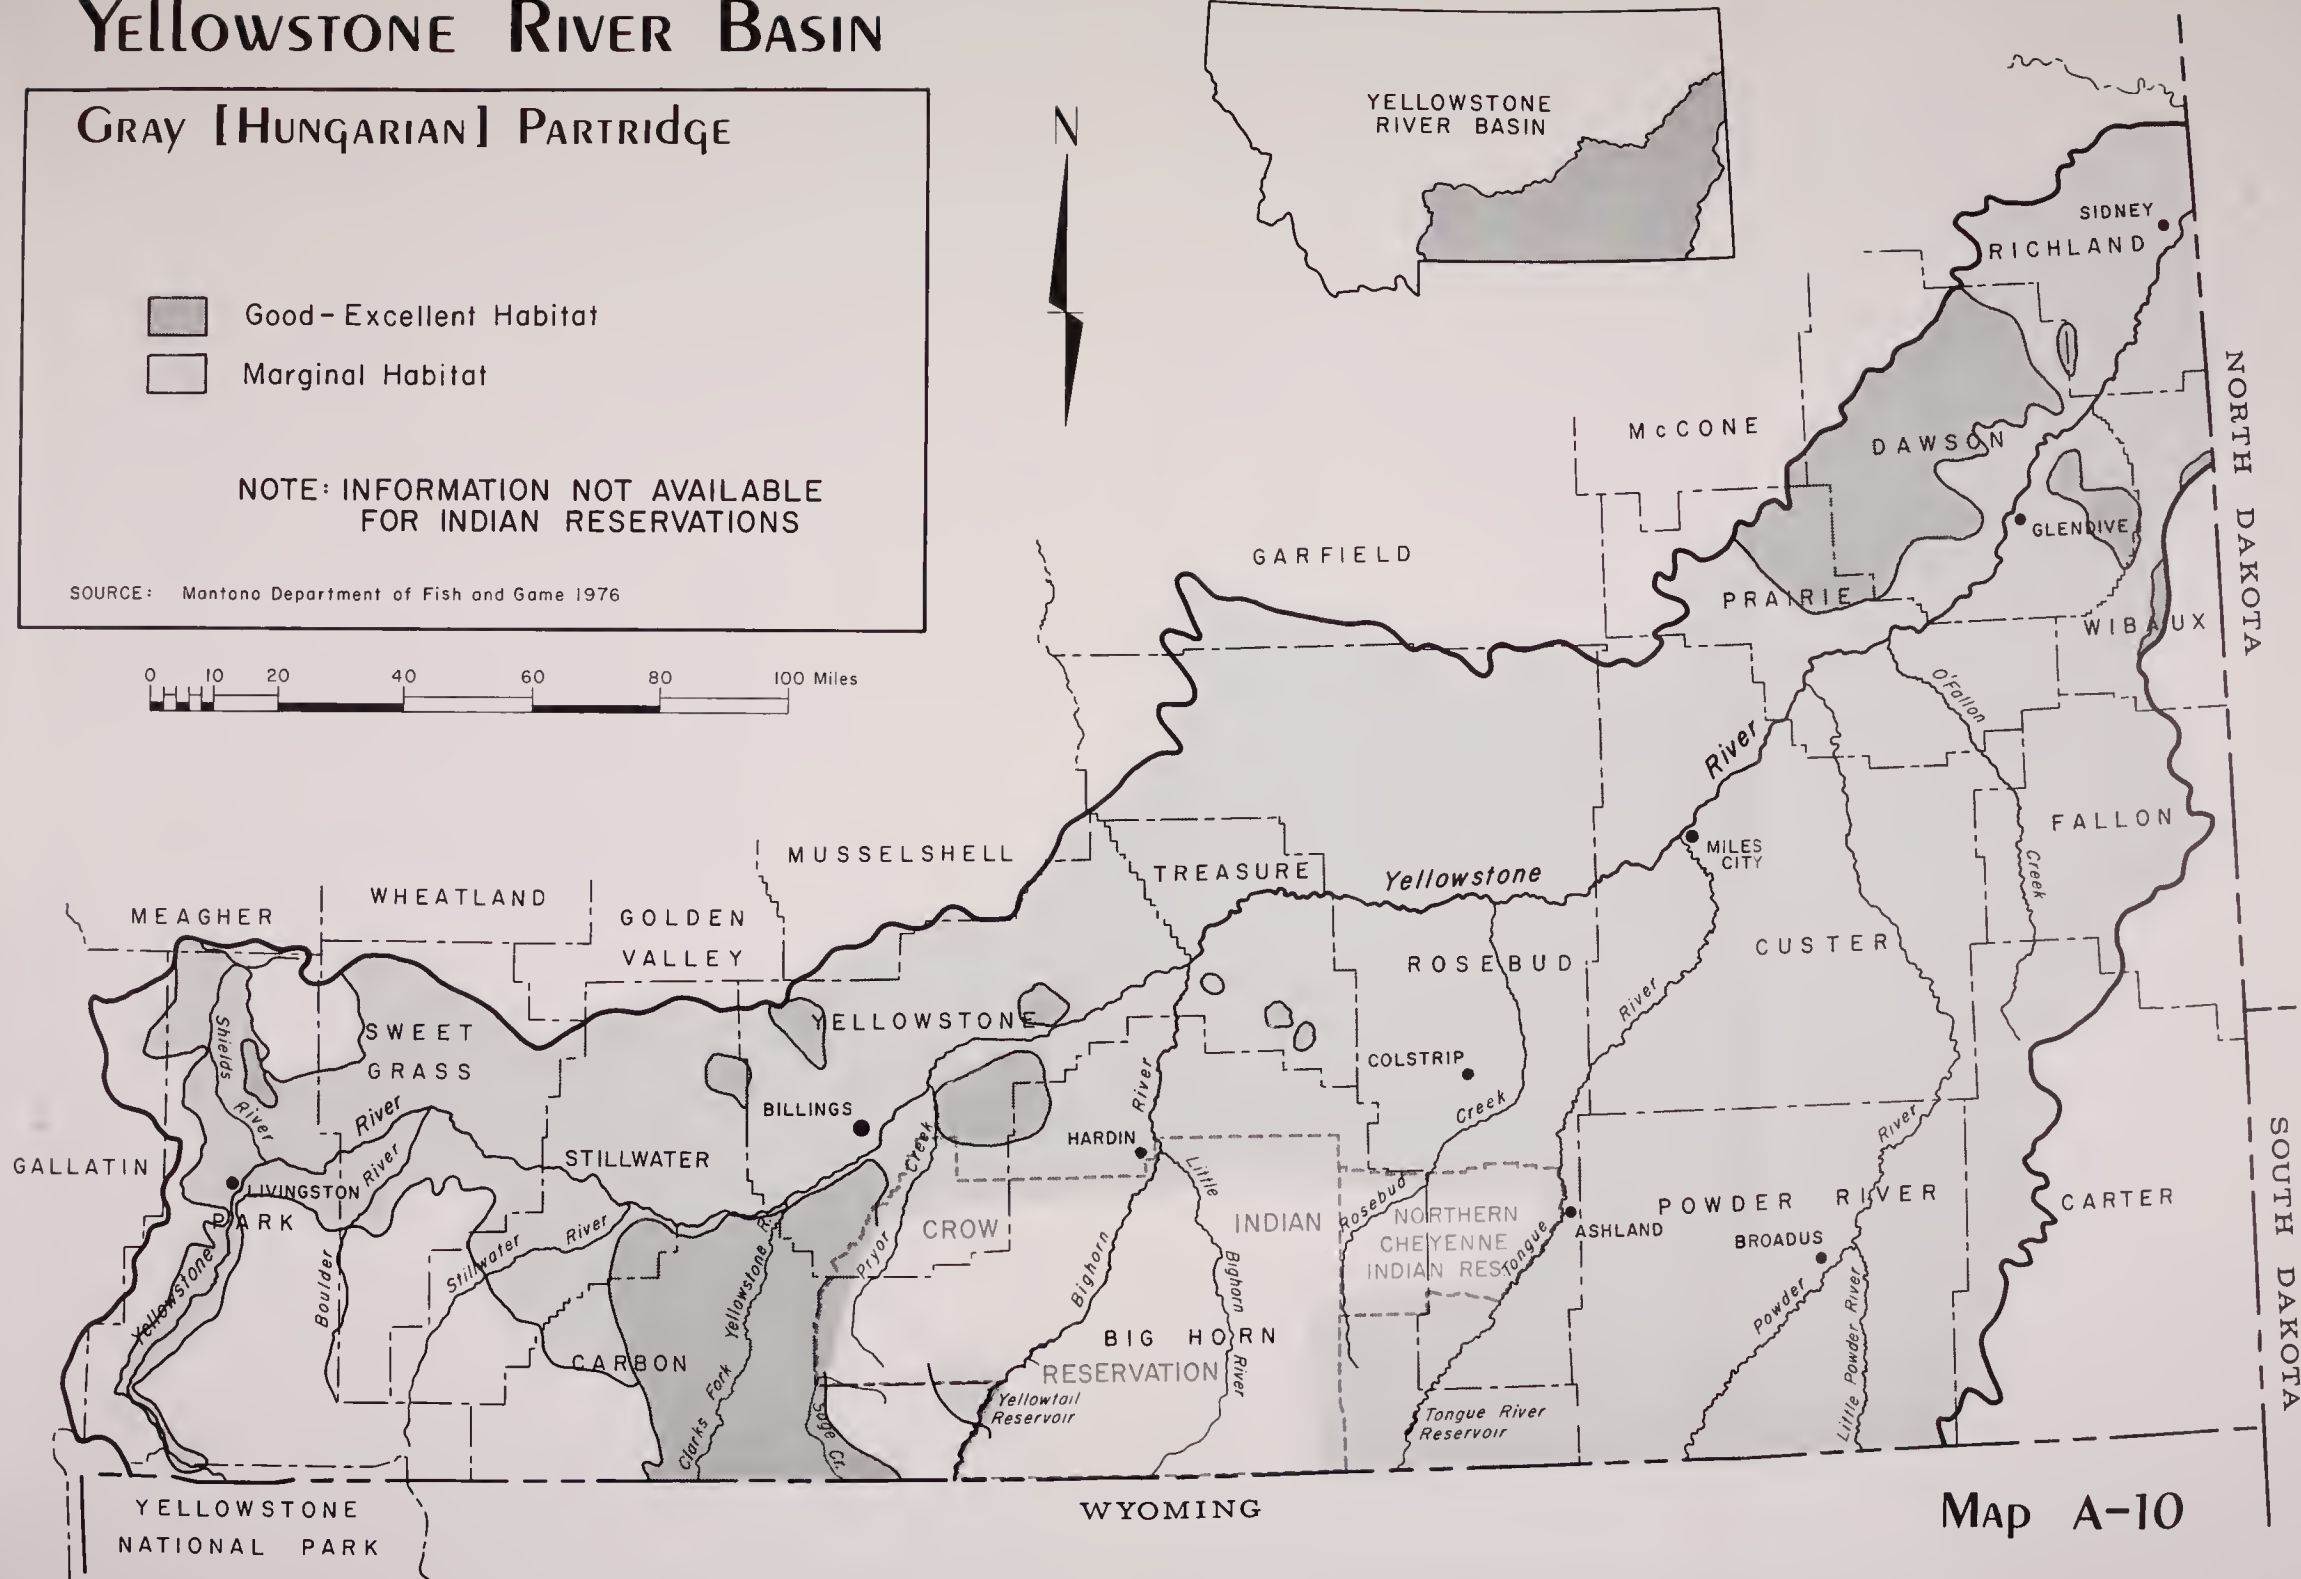 Yellowstone River Basin
Gray [Hungarian] Partridge
Good-Excellent Habitat
Marginal Habitat
NOTE: INFORMATION NOT AVAILABLE
FOR INDIAN RESERVATIONS
SOURCE: Montana Department of Fish and Game 1976
0 10 20 40 60 80 100 Miles
N
YELLOWSTONE
RIVER BASIN
SIDNEY
RICHLAND
NORTH DAKOTA
McCONE
DAWSON
GLENDIVE
GARFIELD
PRAIRIE
WIBAUX
O'Fallon
Creek
River
FALLON
MILES
CITY
MUSSELSHELL
TREASURE
Yellowstone
MEAGHER
WHEATLAND
GOLDEN
VALLEY
CUSTER
ROSEBUD
River
SWEET
GRASS
YELLOWSTONE
Shields
River
COLSTRIP
Creek
River
BILLINGS
River
HARDIN
Creek
River
GALLATIN
LIVINGSTON
River
STILLWATER
Little
Rosebud
POWDER RIVER
CARTER
PARK
CROW
INDIAN
NORTHERN
CHEYENNE
INDIAN RES.
ASHLAND
BROADUS
SOUTH DAKOTA
Stillwater River
Yellowstone
R.
Pryor
Tongue
Boulder
Yellowstone
Bighorn
Bighorn
River
Powder
Little Powder River
BIG HORN
RESERVATION
CARBON
Clarks Fork
Sage Cr.
Yellowtail
Reservoir
Tongue River
Reservoir
YELLOWSTONE
NATIONAL PARK
WYOMING
Map A-10